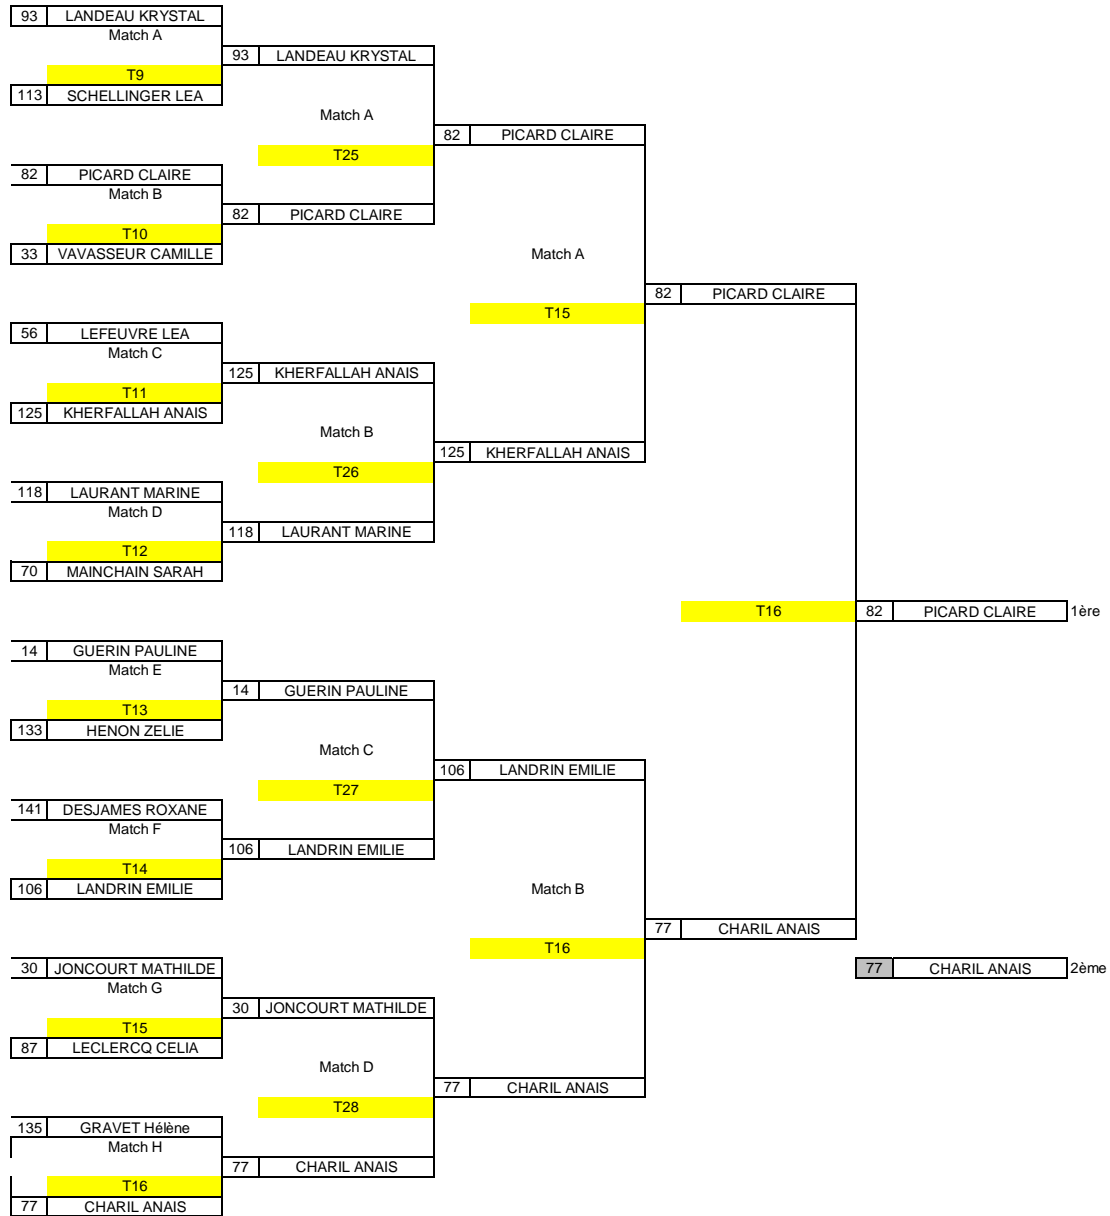 93 LANDEAU KRYSTAL
Match A
93 LANDEAU KRYSTAL
T9
113 SCHELLINGER LEA
Match A
82 PICARD CLAIRE
T25
82 PICARD CLAIRE
Match B
82 PICARD CLAIRE
T10
33 VAVASSEUR CAMILLE
Match A
82 PICARD CLAIRE
T15
56 LEFEUVRE LEA
Match C
125 KHERFALLAH ANAIS
T11
125 KHERFALLAH ANAIS
Match B
125 KHERFALLAH ANAIS
T26
118 LAURANT MARINE
Match D
118 LAURANT MARINE
T12
70 MAINCHAIN SARAH
T16 82 PICARD CLAIRE 1ère
14 GUERIN PAULINE
Match E
14 GUERIN PAULINE
T13
133 HENON ZELIE
Match C
106 LANDRIN EMILIE
T27
141 DESJAMES ROXANE
Match F
106 LANDRIN EMILIE
T14
106 LANDRIN EMILIE
Match B
77 CHARIL ANAIS
T16
30 JONCOURT MATHILDE
77 CHARIL ANAIS 2ème
Match G
30 JONCOURT MATHILDE
T15
87 LECLERCQ CELIA
Match D
77 CHARIL ANAIS
T28
135 GRAVET Hélène
Match H
77 CHARIL ANAIS
T16
77 CHARIL ANAIS